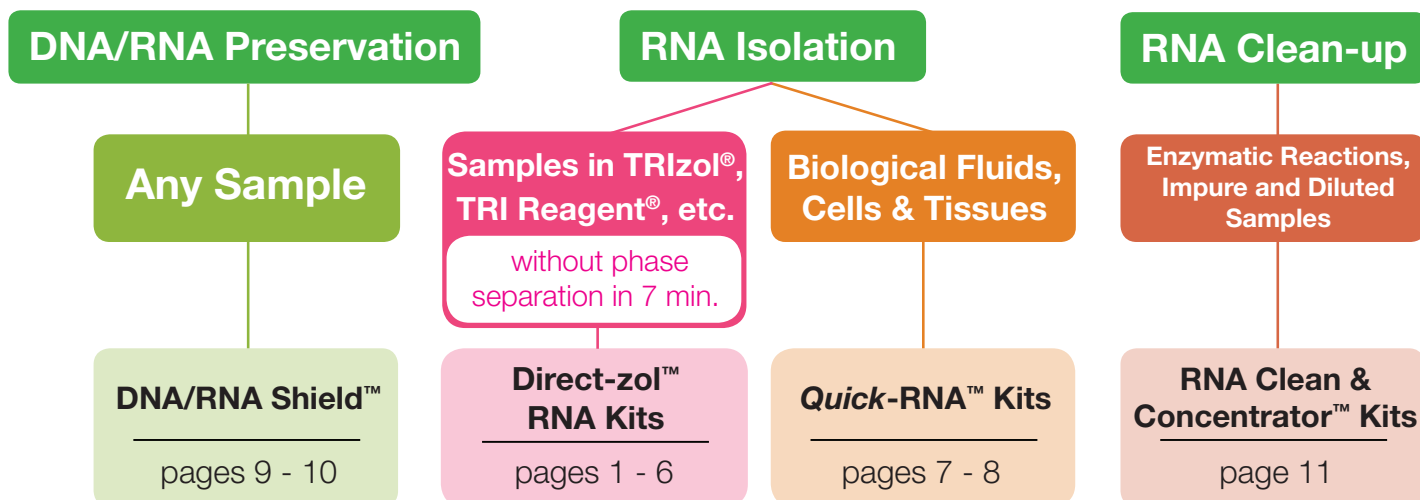 DNA/RNA Preservation
RNA Isolation
RNA Clean-up
Any Sample
Samples in TRIzol®,
TRI Reagent®, etc.
without phase
separation in 7 min.
Biological Fluids,
Cells & Tissues
Enzymatic Reactions,
Impure and Diluted
Samples
DNA/RNA Shield™
pages 9 - 10
Direct-zol™
RNA Kits
pages 1 - 6
Quick-RNA™ Kits
pages 7 - 8
RNA Clean &
Concentrator™ Kits
page 11